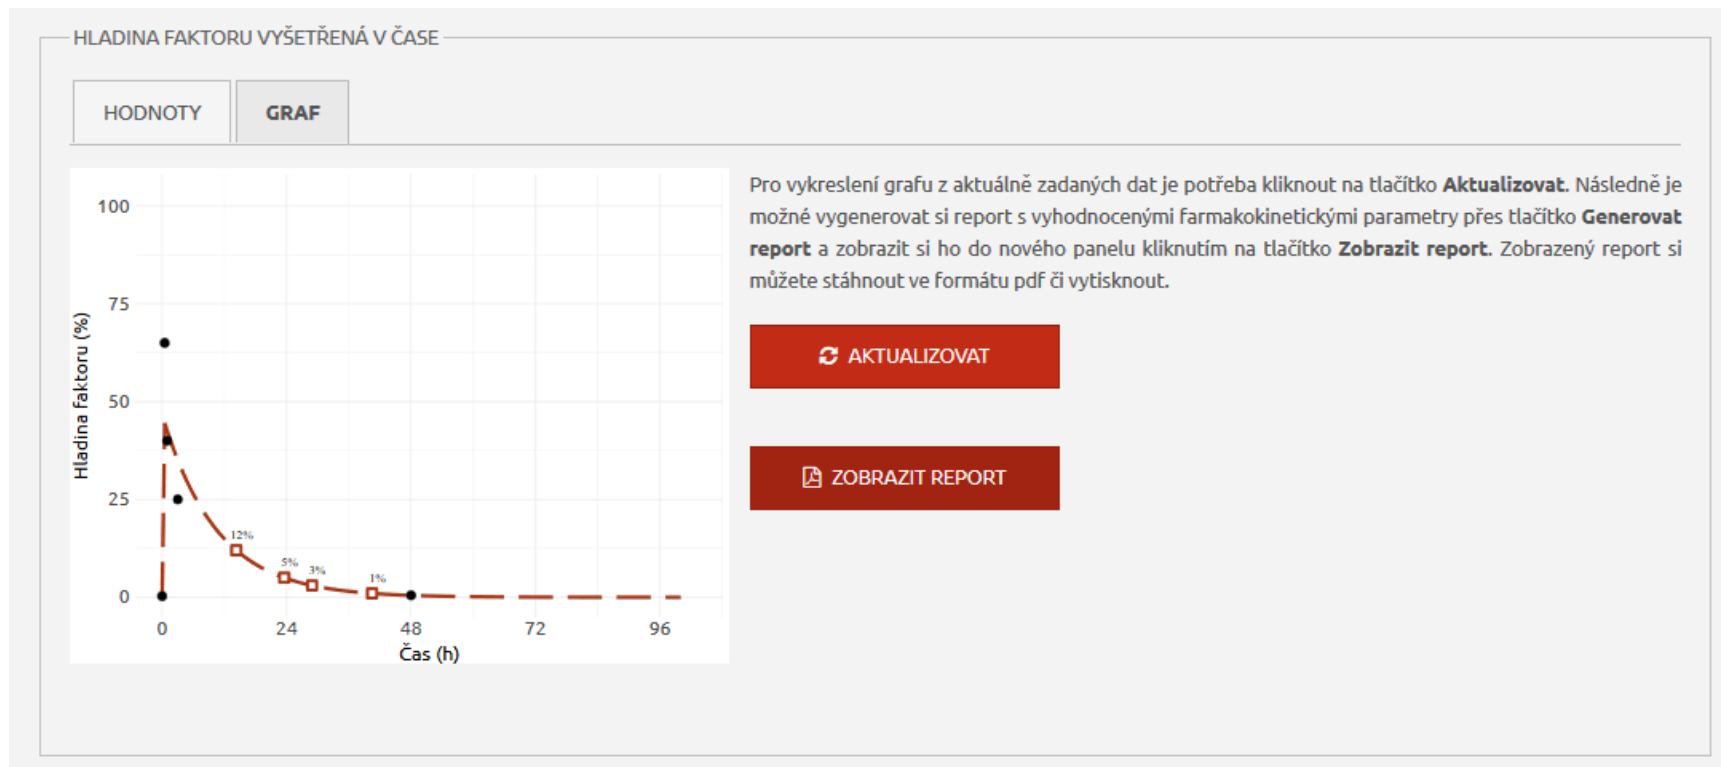 HLADINA FAKTORU VYŠETŘENÁ V ČASE
HODNOTY
GRAF
Pro vykreslení grafu z aktuálně zadaných dat je potřeba kliknout na tlačítko Aktualizovat. Následně je
možné vygenerovat si report s vyhodnocenými farmakokinetickými parametry přes tlačítko Generovat
report a zobrazit si ho do nového panelu kliknutím na tlačítko Zobrazit report. Zobrazený report si
můžete stáhnout ve formátu pdf či vytisknout.
AKTUALIZOVAT
ZOBRAZIT REPORT
Hladina faktoru (%)
100
75
50
25
0
12%
5%
3%
1%
0
24
48
72
96
Čas (h)